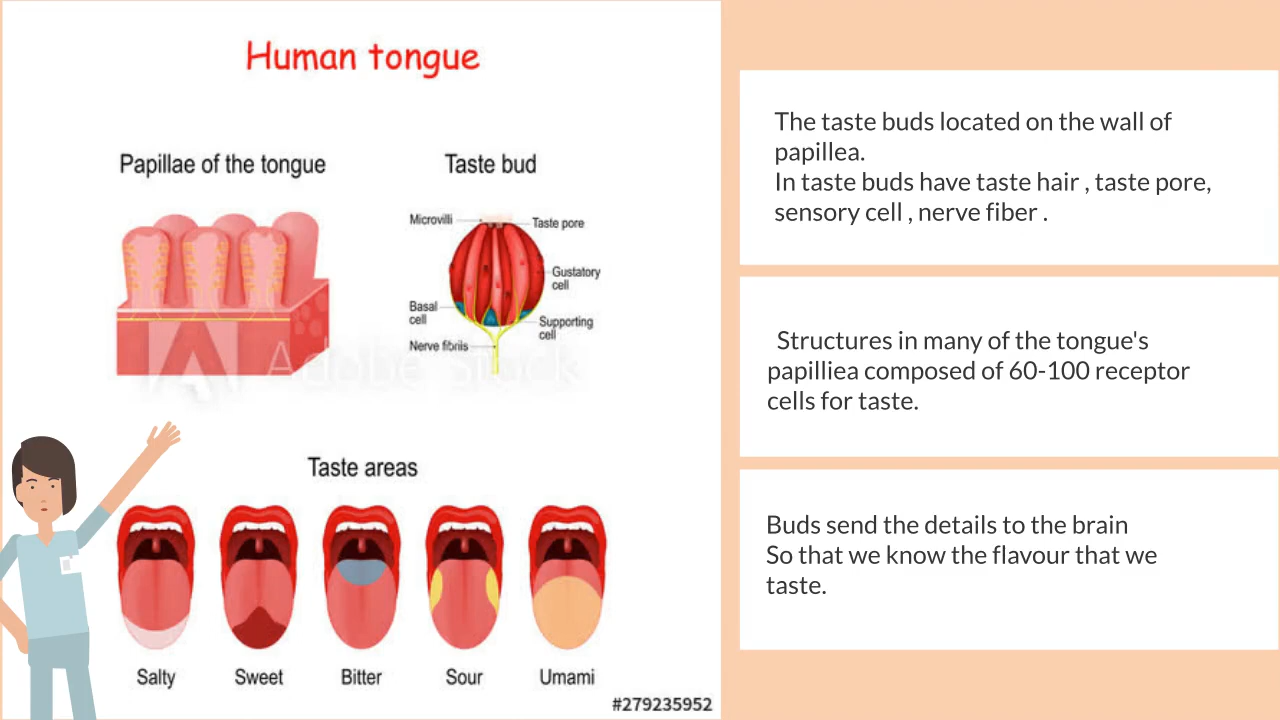 Human tongue
Papillae of the tongue
Taste bud
Microvilli
Taste pore
Gustatory
cell
Basal
cell
Supporting
cell
Nerve fibriis
Adobe Stock
Taste areas
Salty
Sweet
Bitter
Sour
Umami
#279235952
The taste buds located on the wall of
papillea.
In taste buds have taste hair , taste pore,
sensory cell , nerve fiber .
Structures in many of the tongue's
papilliea composed of 60-100 receptor
cells for taste.
Buds send the details to the brain
So that we know the flavour that we
taste.